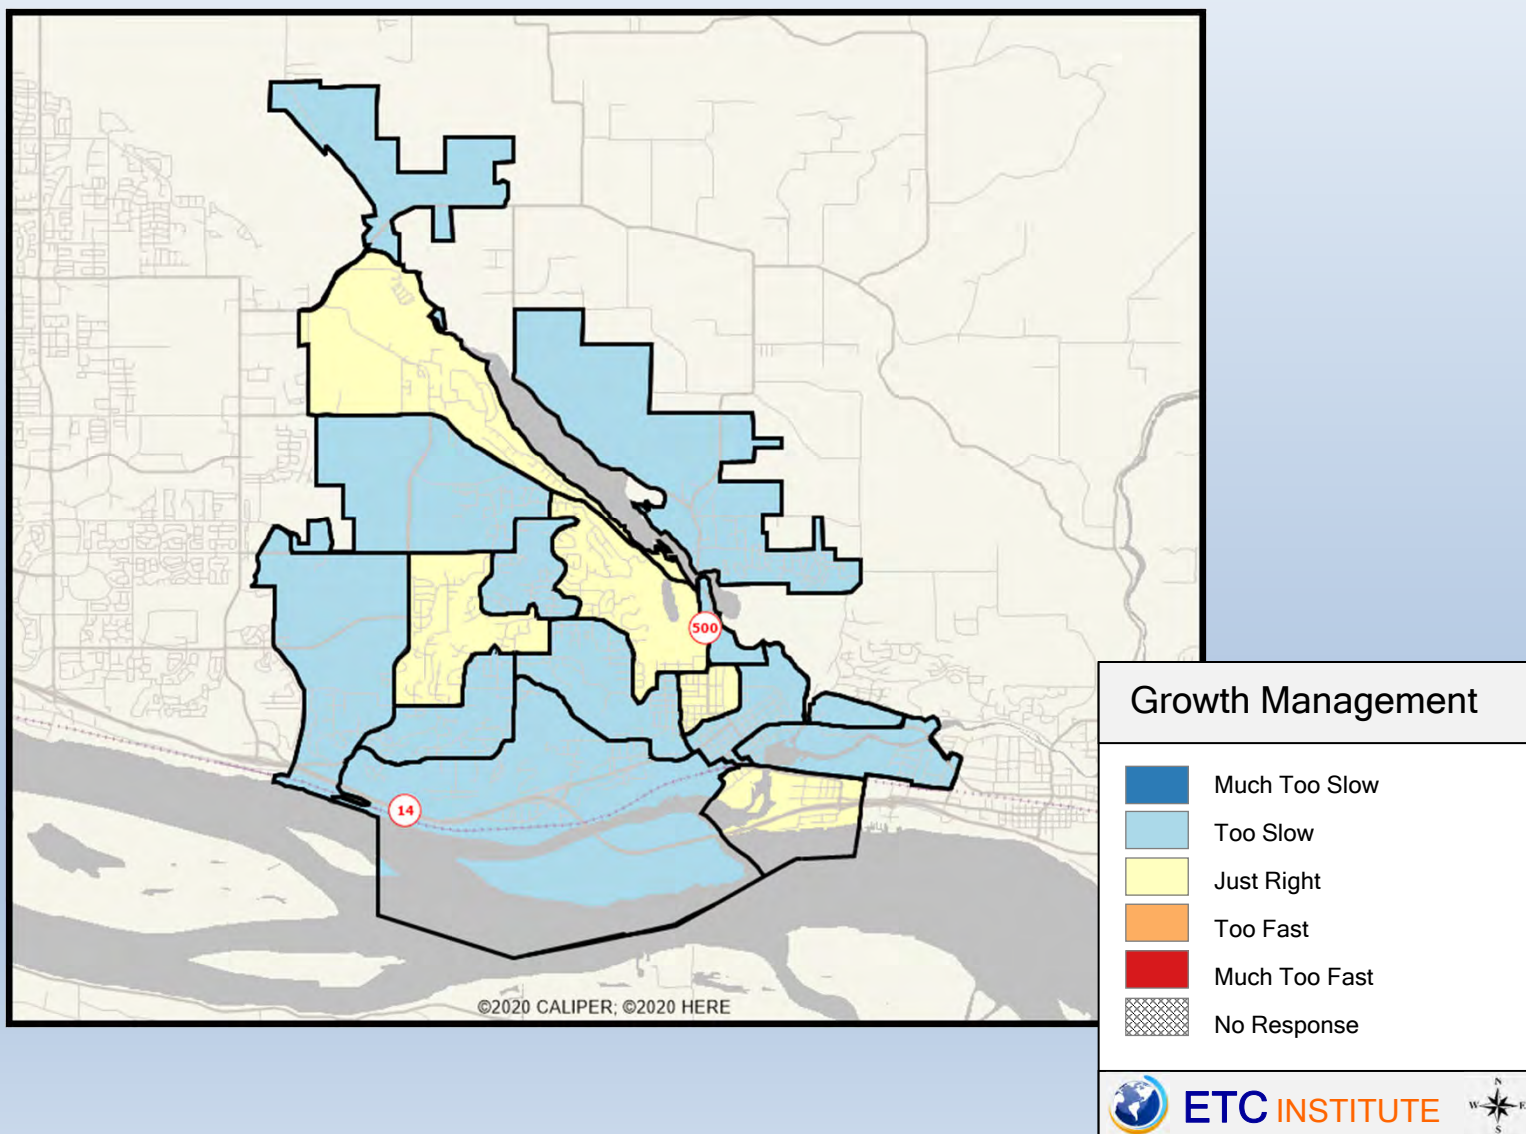 500
14
©2020 CALIPER; ©2020 HERE
Growth Management
Much Too Slow
Too Slow
Just Right
Too Fast
Much Too Fast
No Response
ETC INSTITUTE
N
W E
S